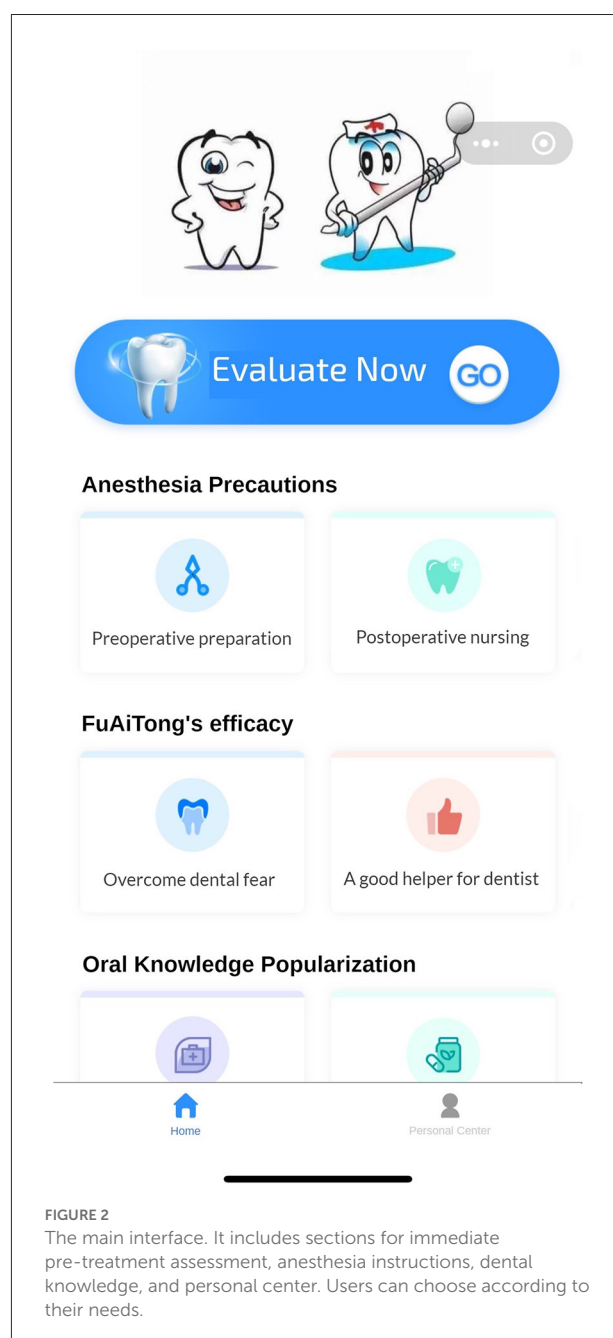 Evaluate Now GO
Anesthesia Precautions
Preoperative preparation
Postoperative nursing
FuAiTong's efficacy
Overcome dental fear
A good helper for dentist
Oral Knowledge Popularization
Home
Personal Center
FIGURE 2
The main interface. It includes sections for immediate
pre-treatment assessment, anesthesia instructions, dental
knowledge, and personal center. Users can choose according to
their needs.